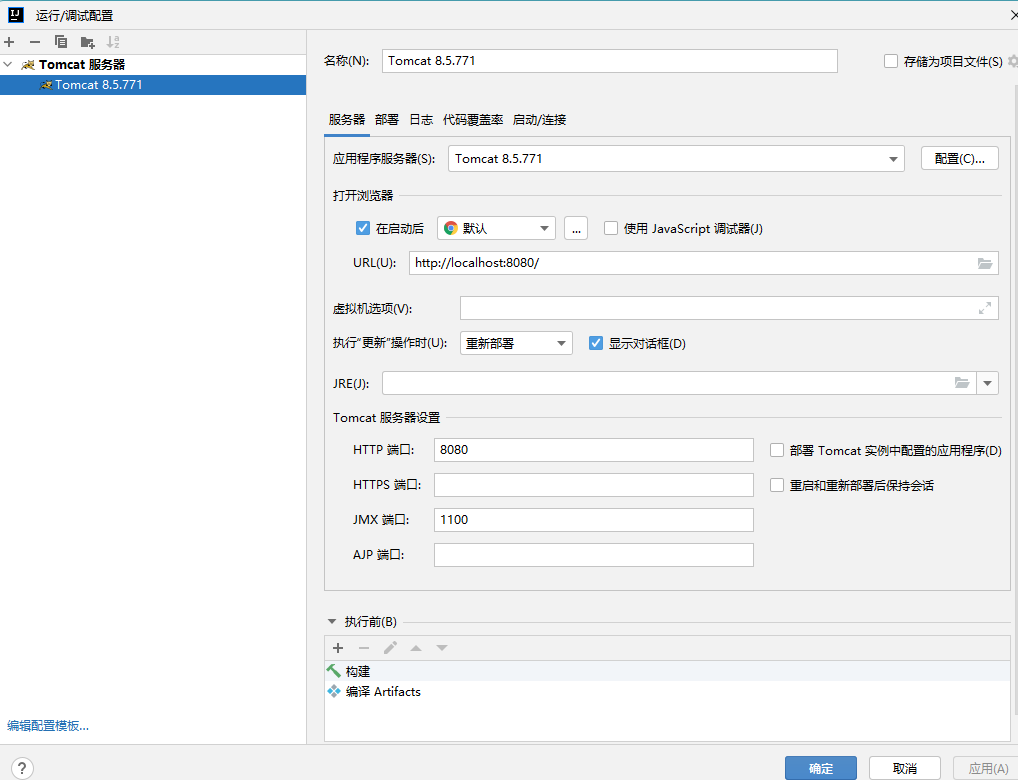 运行/调试配置
Tomcat 服务器
Tomcat 8.5.771
编辑配置模板...
名称(N): Tomcat 8.5.771 存储为项目文件(S)
服务器 部署 日志 代码覆盖率 启动/连接
应用程序服务器(S): Tomcat 8.5.771 配置(C)...
打开浏览器
在启动后 默认 ... 使用 JavaScript 调试器(J)
URL(U): http://localhost:8080/
虚拟机选项(V):
执行“更新”操作时(U): 重新部署 显示对话框(D)
JRE(J):
Tomcat 服务器设置
HTTP 端口: 8080 部署 Tomcat 实例中配置的应用程序(D)
HTTPS 端口: 重启和重新部署后保持会话
JMX 端口: 1100
AJP 端口:
执行前(B)
构建
编译 Artifacts
? 确定 取消 应用(A)